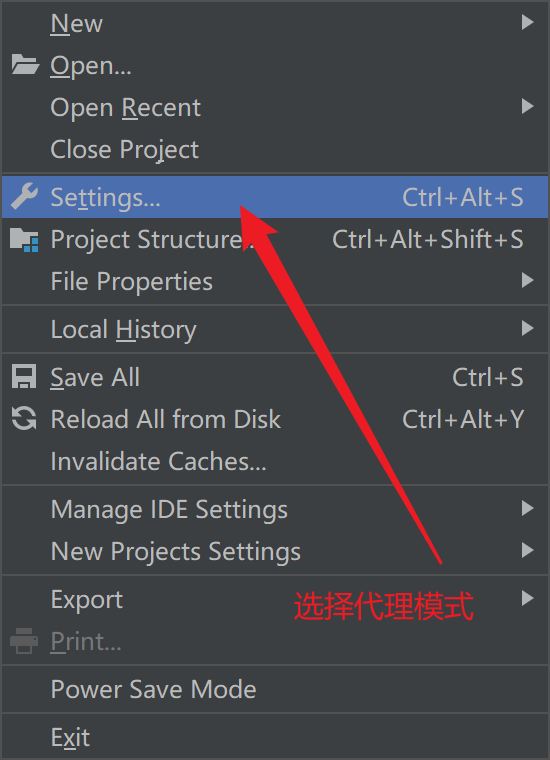 New
Open...
Open Recent
Close Project
Settings... Ctrl+Alt+S
Project Structure... Ctrl+Alt+Shift+S
File Properties
Local History
Save All Ctrl+S
Reload All from Disk Ctrl+Alt+Y
Invalidate Caches...
Manage IDE Settings
New Projects Settings
Export
选择代理模式
Print...
Power Save Mode
Exit